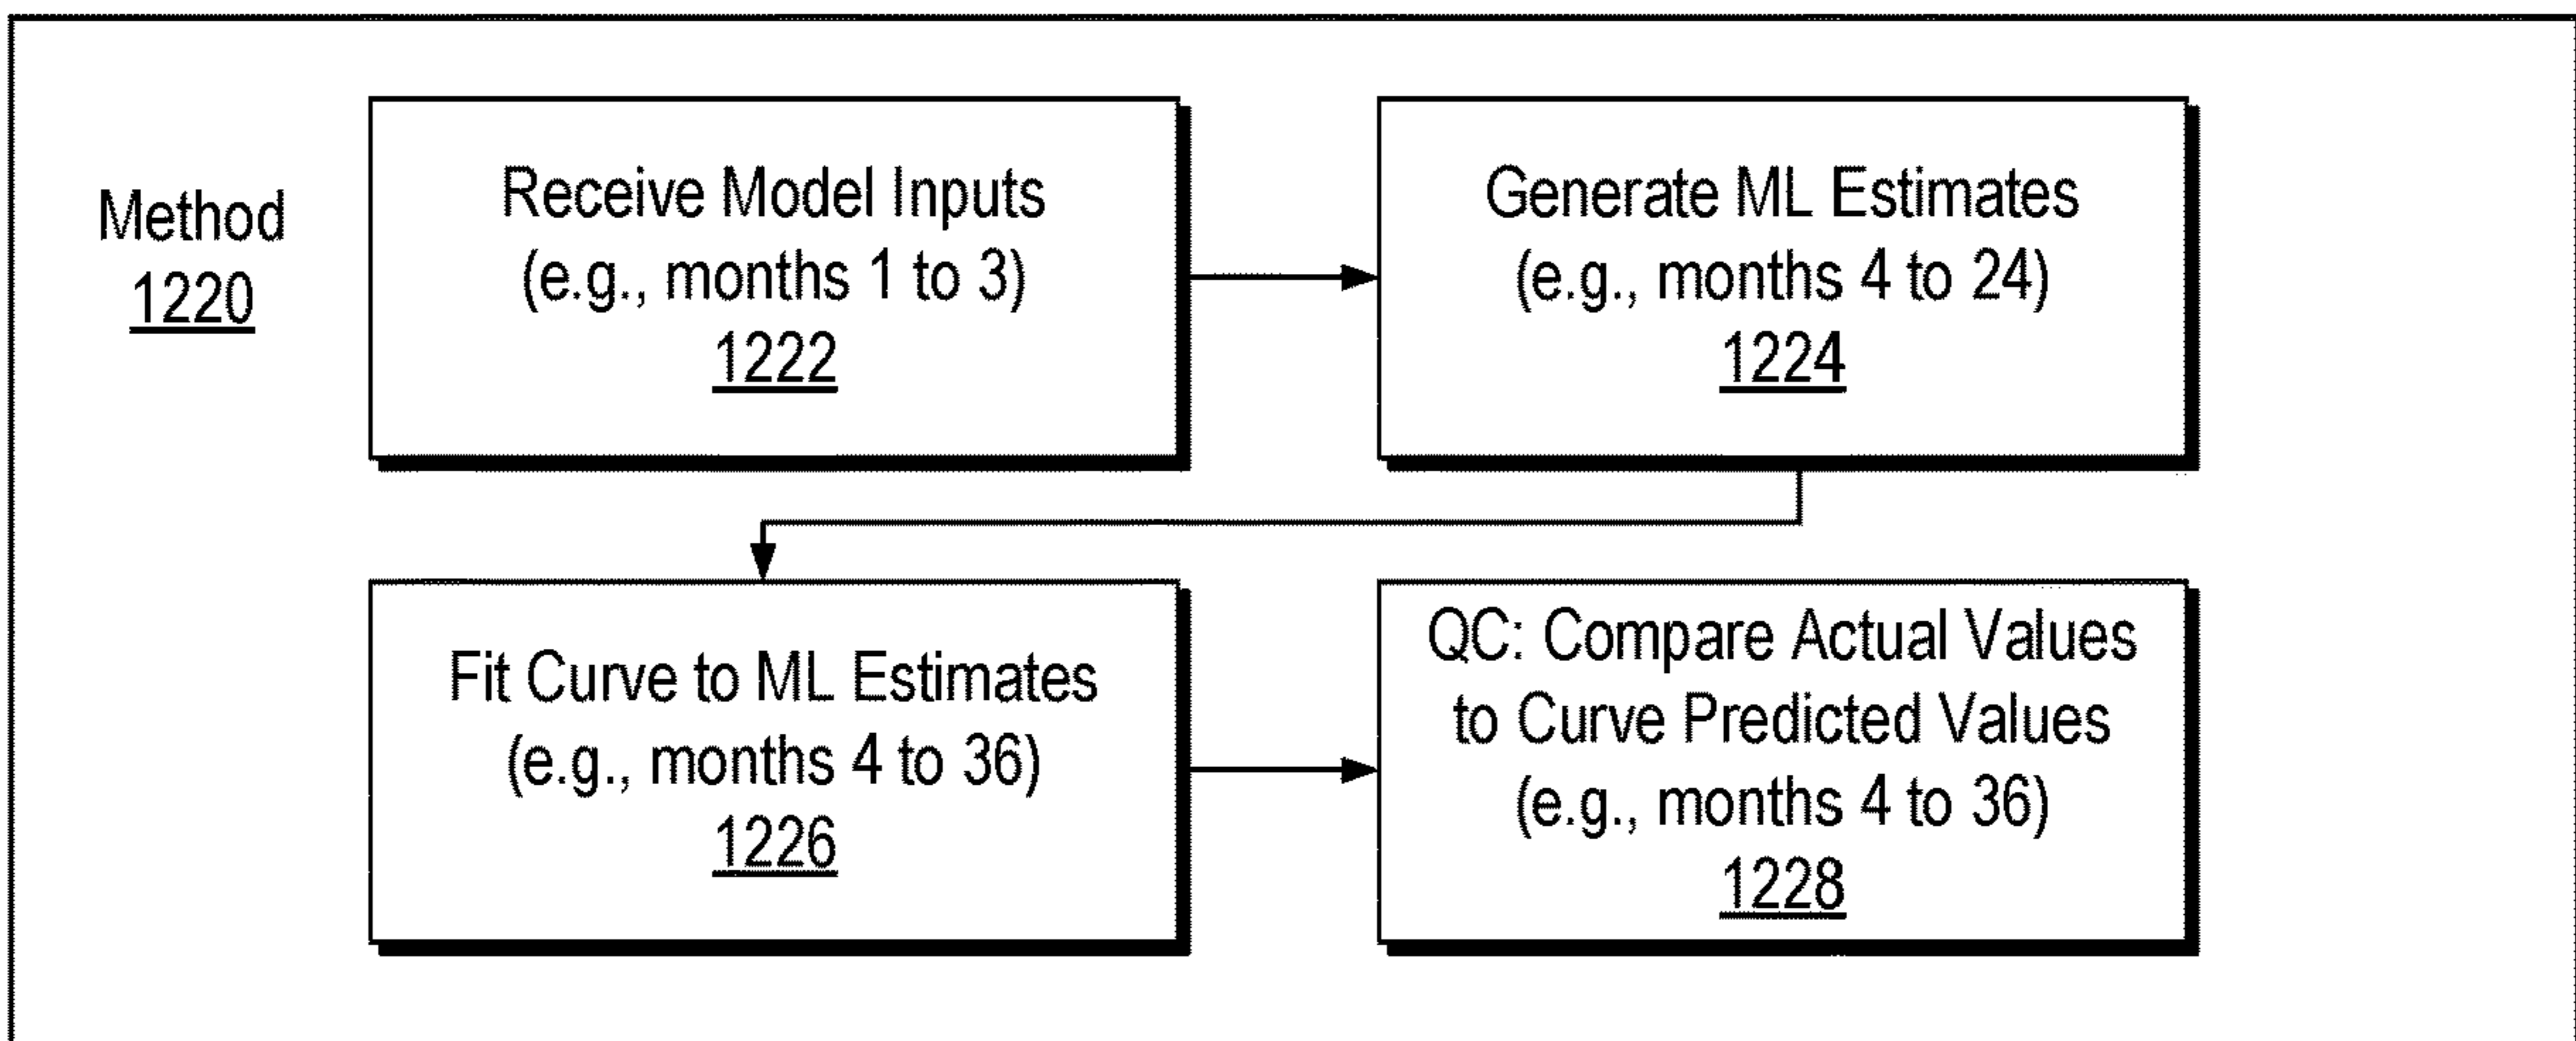 Method
1220
Receive Model Inputs
(e.g., months 1 to 3)
1222
Generate ML Estimates
(e.g., months 4 to 24)
1224
Fit Curve to ML Estimates
(e.g., months 4 to 36)
1226
QC: Compare Actual Values
to Curve Predicted Values
(e.g., months 4 to 36)
1228